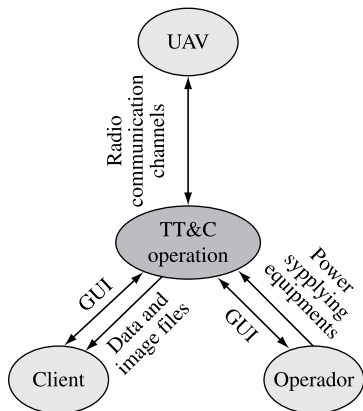 UAV
Radio
communication
channels
TT&C
operation
GUI
Data and
image files
GUI
Power
sypplying
equipments
Client
Operador